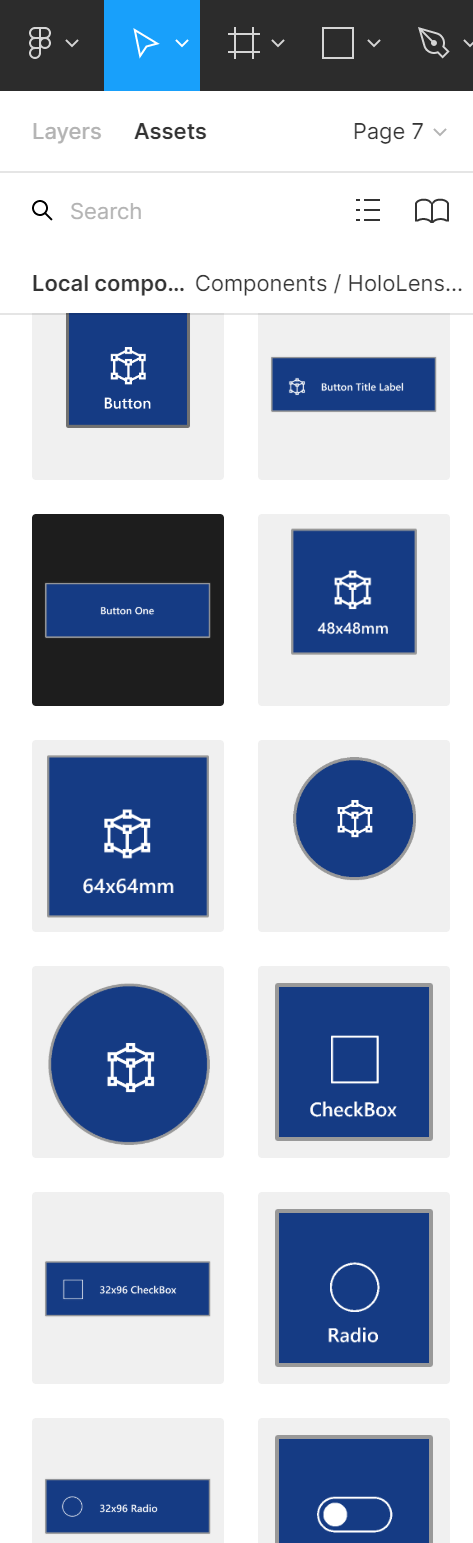 Layers Assets Page 7
Search
Local compo... Components / HoloLens...
Button
Button Title Label
Button One
48x48mm
64x64mm
CheckBox
32x96 CheckBox
Radio
32x96 Radio